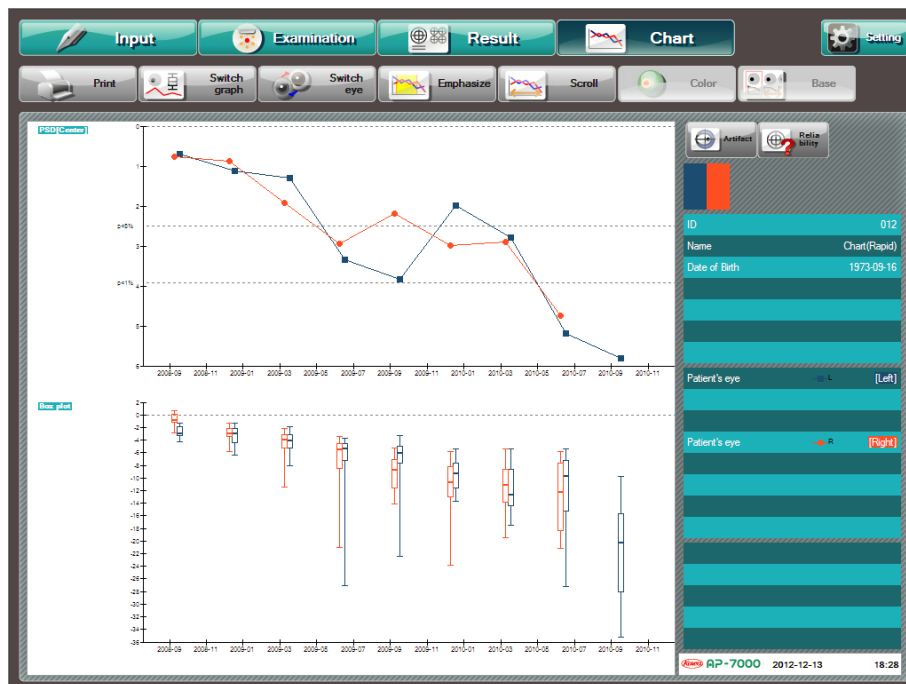 Input Examination Result Chart Setting
Print Switch graph Switch eye Emphasize Scroll Color Base
PSD[Center]
0
1
2
p<5%
3
p<1%
4
5
6
2008-09 2008-11 2009-01 2009-03 2009-05 2009-07 2009-09 2009-11 2010-01 2010-03 2010-05 2010-07 2010-09 2010-11
Box plot
2
0
-2
-4
-6
-8
-10
-12
-14
-16
-18
-20
-22
-24
-26
-28
-30
-32
-34
-36
2008-09 2008-11 2009-01 2009-03 2009-05 2009-07 2009-09 2009-11 2010-01 2010-03 2010-05 2010-07 2010-09 2010-11
Artifact Relia bility
ID 012
Name Chart(Rapid)
Date of Birth 1973-09-16
Patient's eye L [Left]
Patient's eye R [Right]
Kowa AP-7000 2012-12-13 18:28